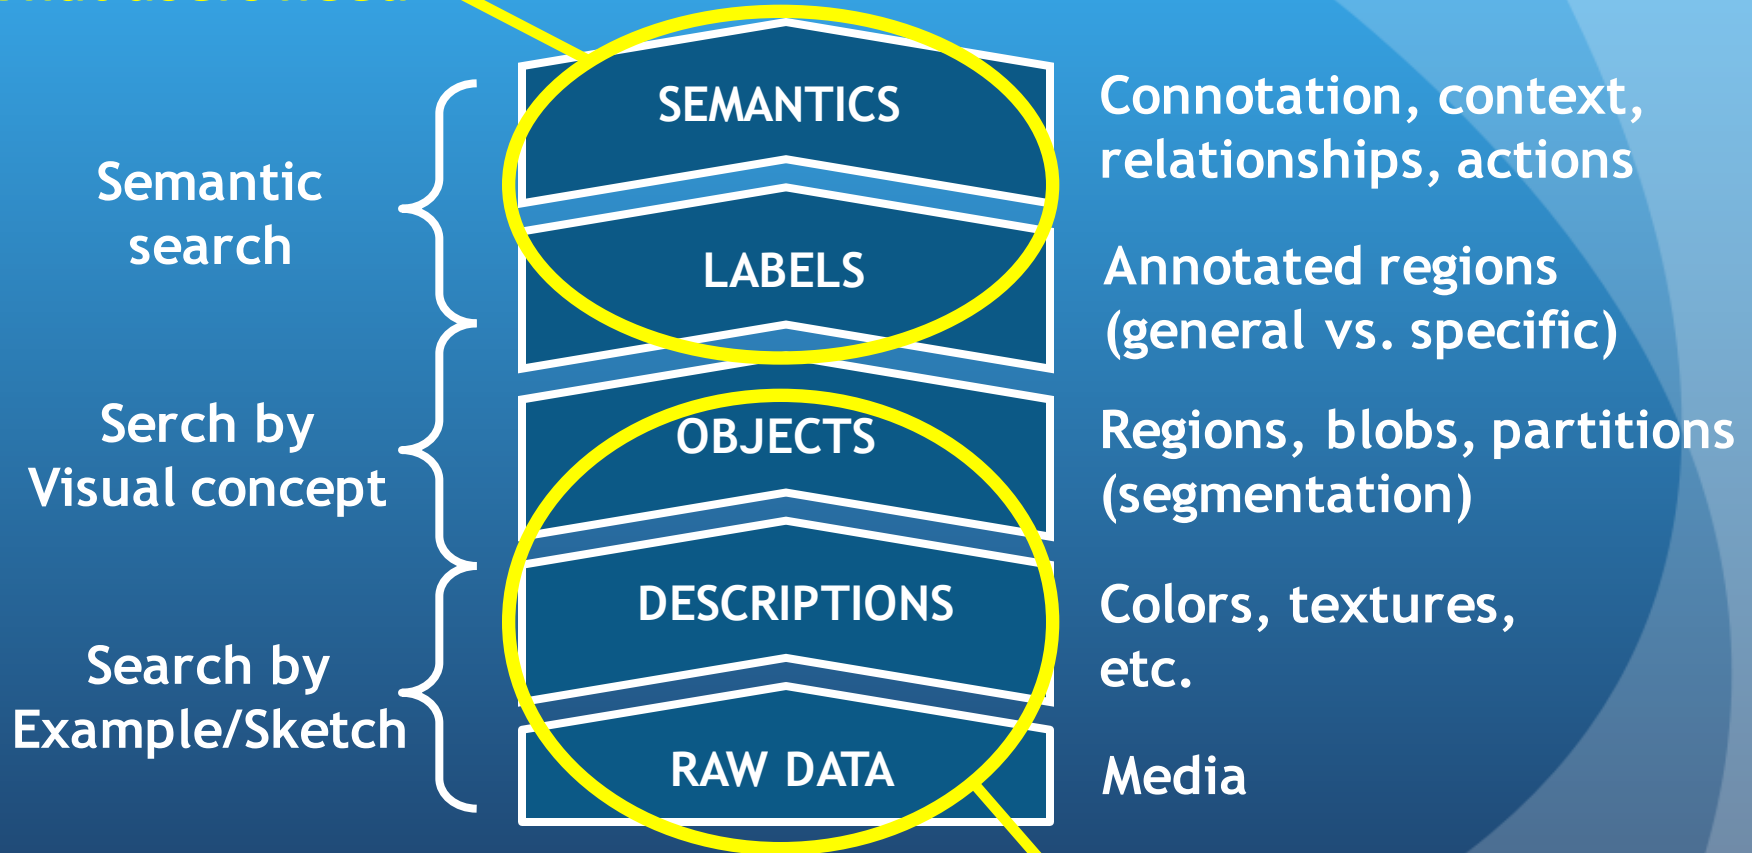 SEMANTICS
Connotation, context,
relationships, actions
Semantic
search
LABELS
Annotated regions
(general vs. specific)
Serch by
Visual concept
OBJECTS
Regions, blobs, partitions
(segmentation)
DESCRIPTIONS
Colors, textures,
etc.
Search by
Example/Sketch
RAW DATA
Media